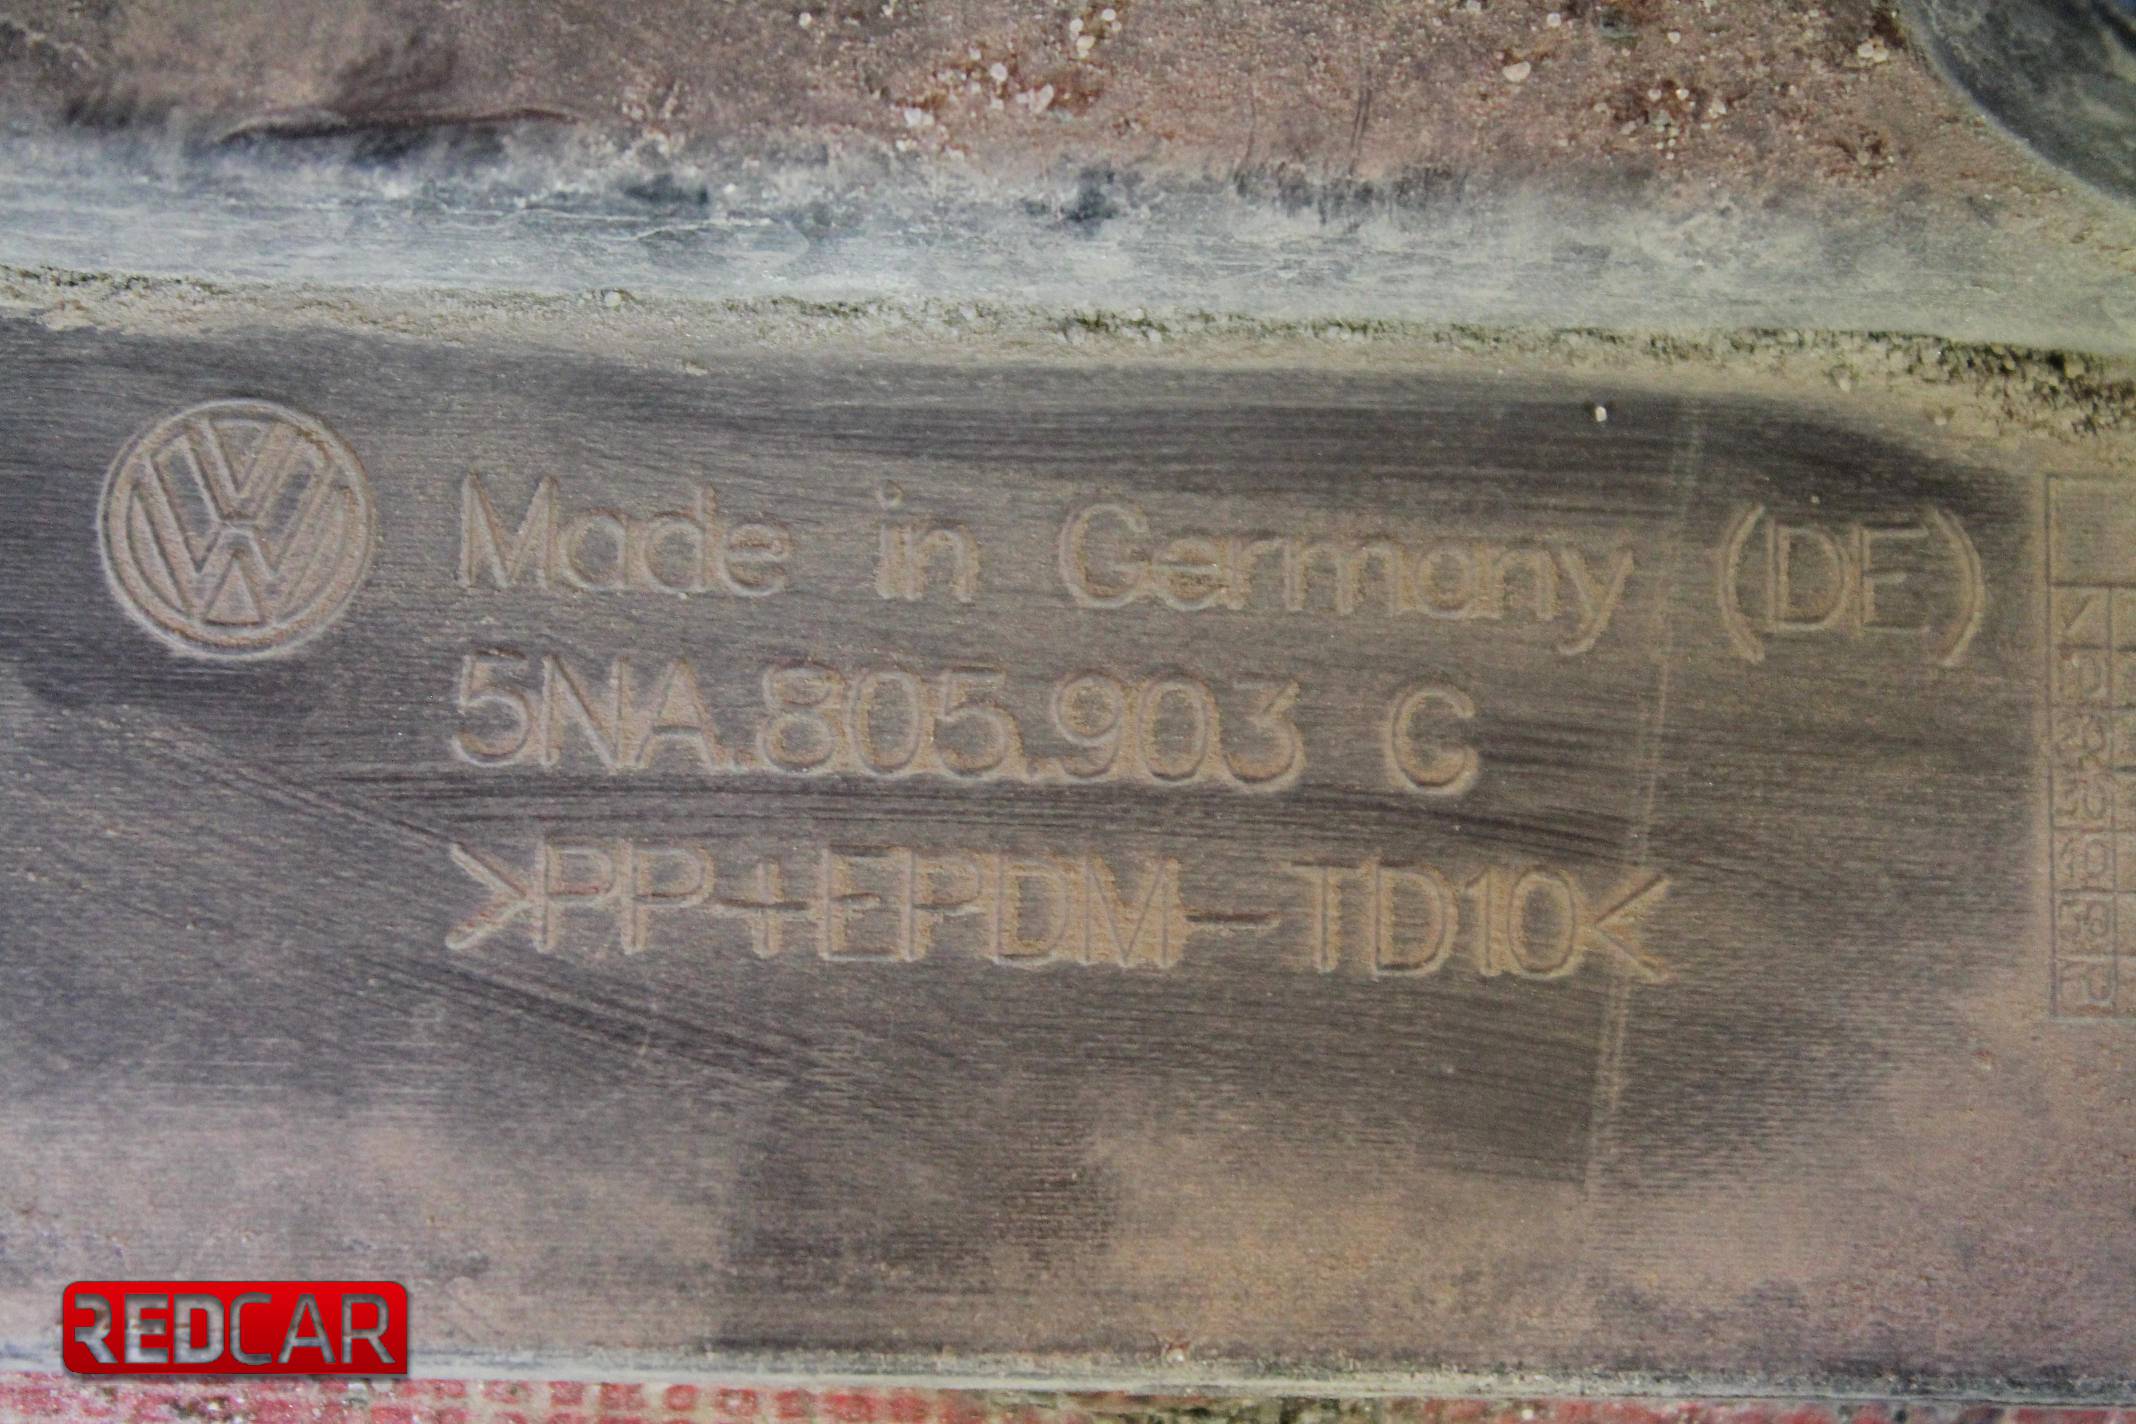 Made in Germany (DE)
5NA.805.903 C
>PP+EPDM-TD10<
REDCAR